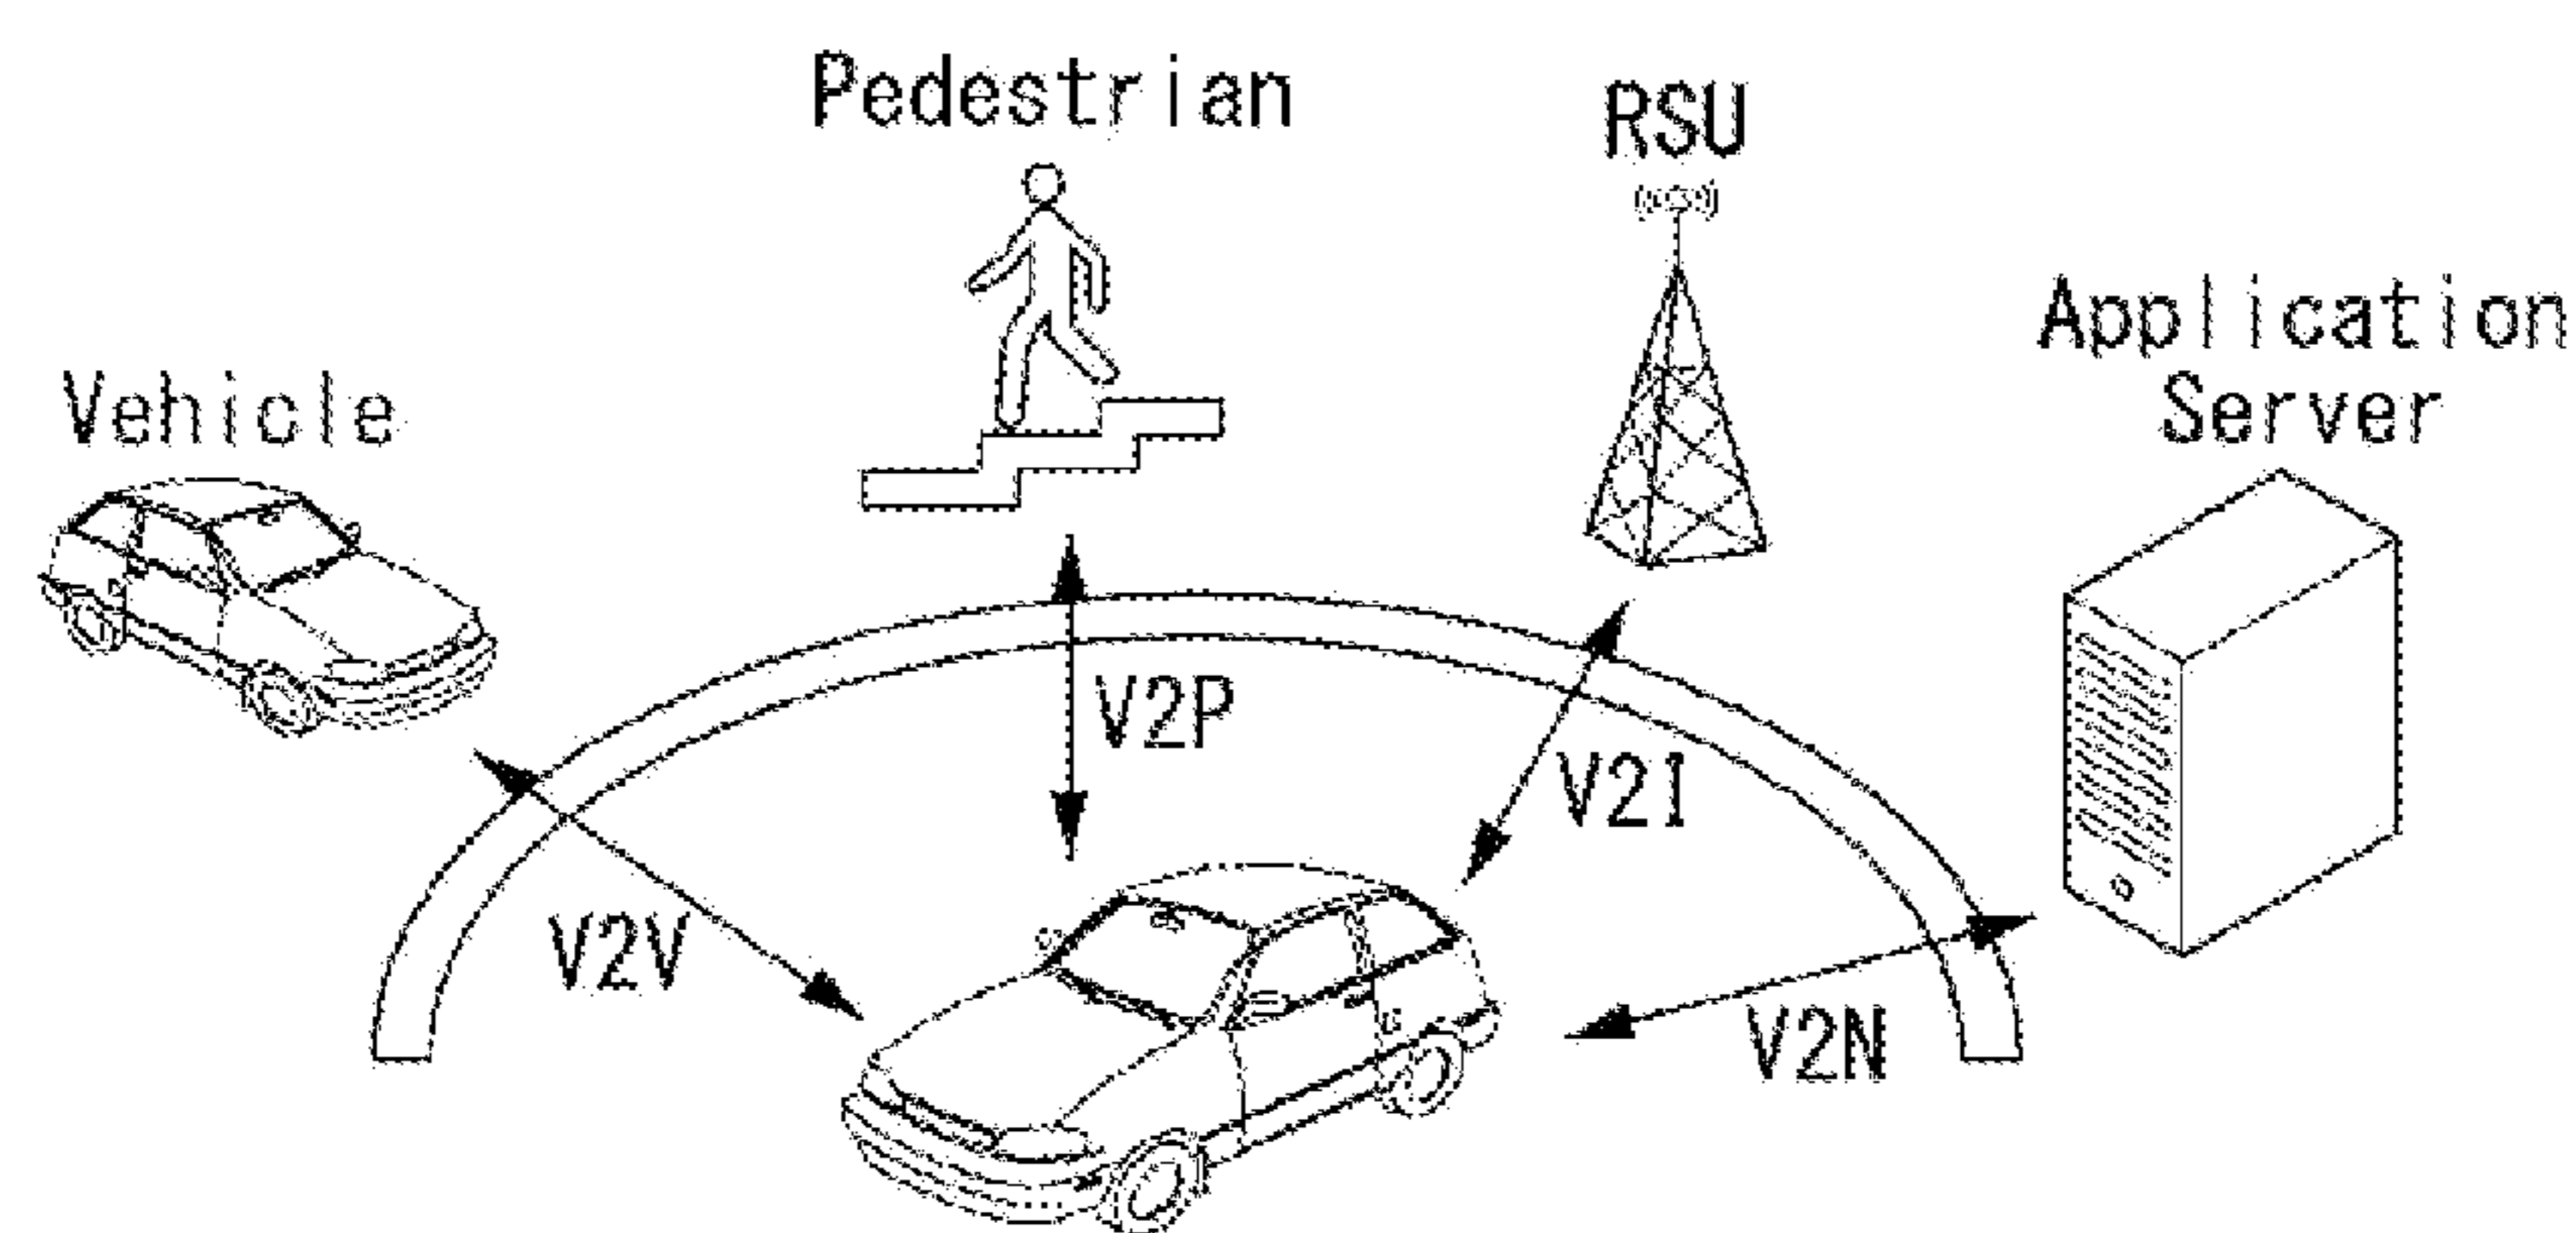 Pedestrian
RSU
Application
Server
Vehicle
V2P
V2I
V2V
V2N